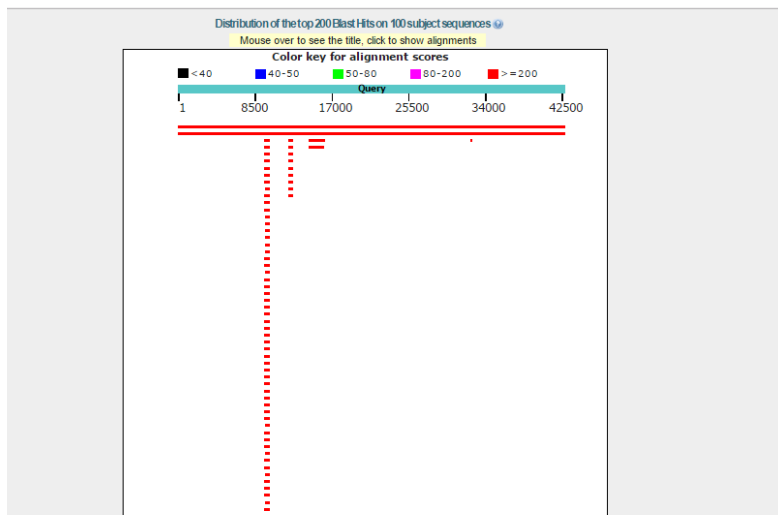 Distribution of the top 200 Blast Hits on 100 subject sequences
Mouse over to see the title, click to show alignments
Color key for alignment scores
<40 40-50 50-80 80-200 >=200
Query
1 8500 17000 25500 34000 42500